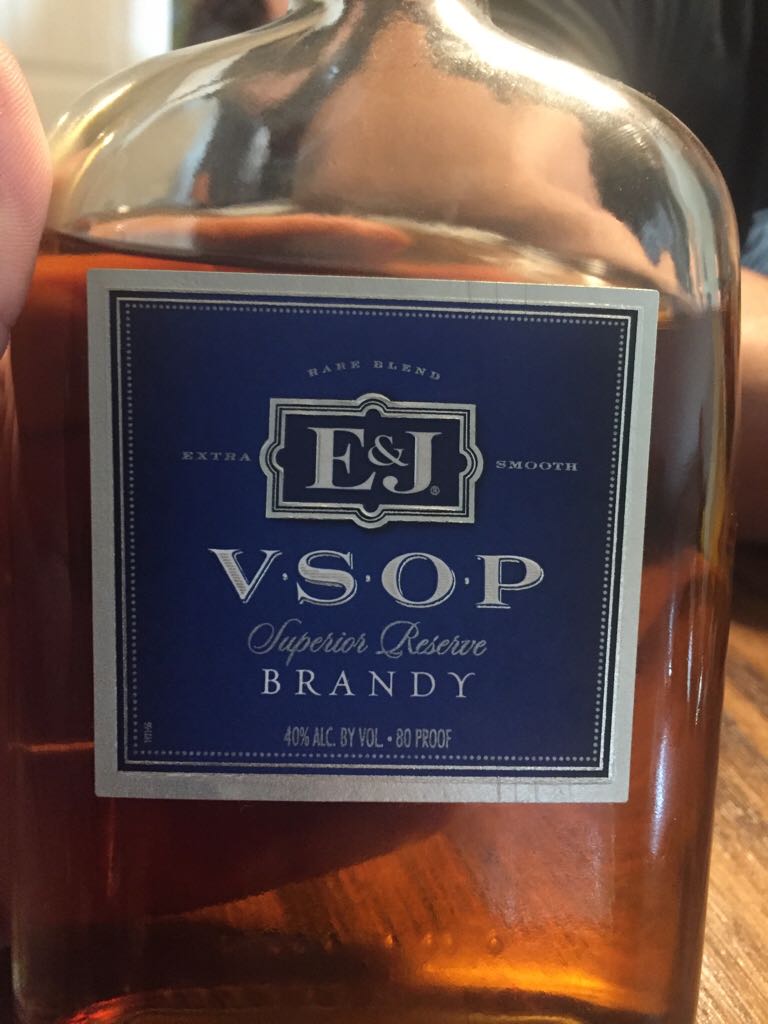 RARE BLEND
EXTRA E&J® SMOOTH
V·S·O·P
Superior Reserve
BRANDY
40% ALC. BY VOL. • 80 PROOF